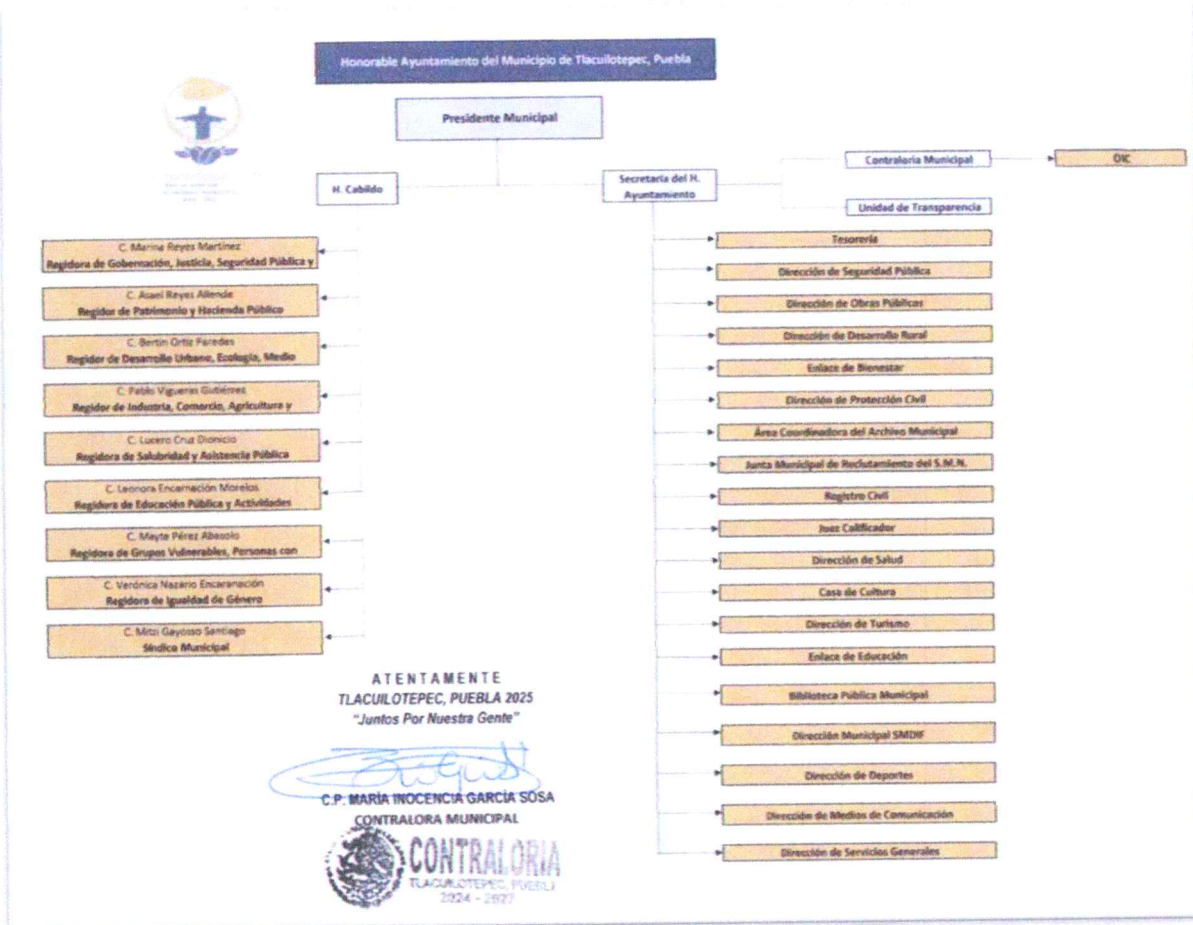 Honorable Ayuntamiento del Municipio de Tlacuilotepec, Puebla
Presidente Municipal
Contraloría Municipal
OIC
H. Cabildo
Secretaría del H.
Ayuntamiento
Unidad de Transparencia
C. Marina Reyes Martínez
Regidora de Gobernación, Justicia, Seguridad Pública y
C. Asael Reyes Allende
Regidor de Patrimonio y Hacienda Público
C. Bertin Ortiz Paredes
Regidor de Desarrollo Urbano, Ecología, Medio
C. Pablo Vigueras Gutiérrez
Regidor de Industria, Comercio, Agricultura y
C. Lucero Cruz Dionicio
Regidora de Salubridad y Asistencia Pública
C. Leonora Encarnación Morelos
Regidora de Educación Pública y Actividades
C. Mayte Pérez Abasolo
Regidora de Grupos Vulnerables, Personas con
C. Verónica Nazario Encaranación
Regidora de Igualdad de Género
C. Mitzi Gayosso Santiago
Síndico Municipal
Tesorería
Dirección de Seguridad Pública
Dirección de Obras Públicas
Dirección de Desarrollo Rural
Enlace de Bienestar
Dirección de Protección Civil
Área Coordinadora del Archivo Municipal
Junta Municipal de Reclutamiento del S.M.N.
Registro Civil
Juez Calificador
Dirección de Salud
Casa de Cultura
Dirección de Turismo
Enlace de Educación
Biblioteca Pública Municipal
Dirección Municipal SMDIF
Dirección de Deportes
Dirección de Medios de Comunicación
Dirección de Servicios Generales
ATENTAMENTE
TLACUILOTEPEC, PUEBLA 2025
"Juntos Por Nuestra Gente"
C.P. MARÍA INOCENCIA GARCÍA SOSA
CONTRALORA MUNICIPAL
CONTRALORIA
TLACUILOTEPEC, PUEBLA
2024 - 2027